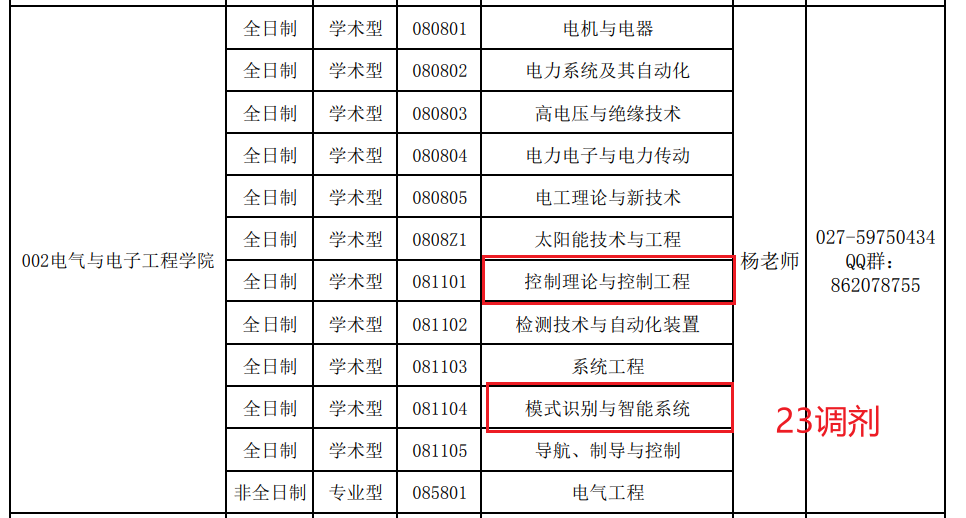 全日制 学术型 080801 电机与电器
全日制 学术型 080802 电力系统及其自动化
全日制 学术型 080803 高电压与绝缘技术
全日制 学术型 080804 电力电子与电力传动
全日制 学术型 080805 电工理论与新技术
全日制 学术型 0808Z1 太阳能技术与工程
002电气与电子工程学院
全日制 学术型 081101 控制理论与控制工程
全日制 学术型 081102 检测技术与自动化装置
全日制 学术型 081103 系统工程
全日制 学术型 081104 模式识别与智能系统
全日制 学术型 081105 导航、制导与控制
非全日制 专业型 085801 电气工程
杨老师
027-59750434
QQ群：
862078755
23调剂